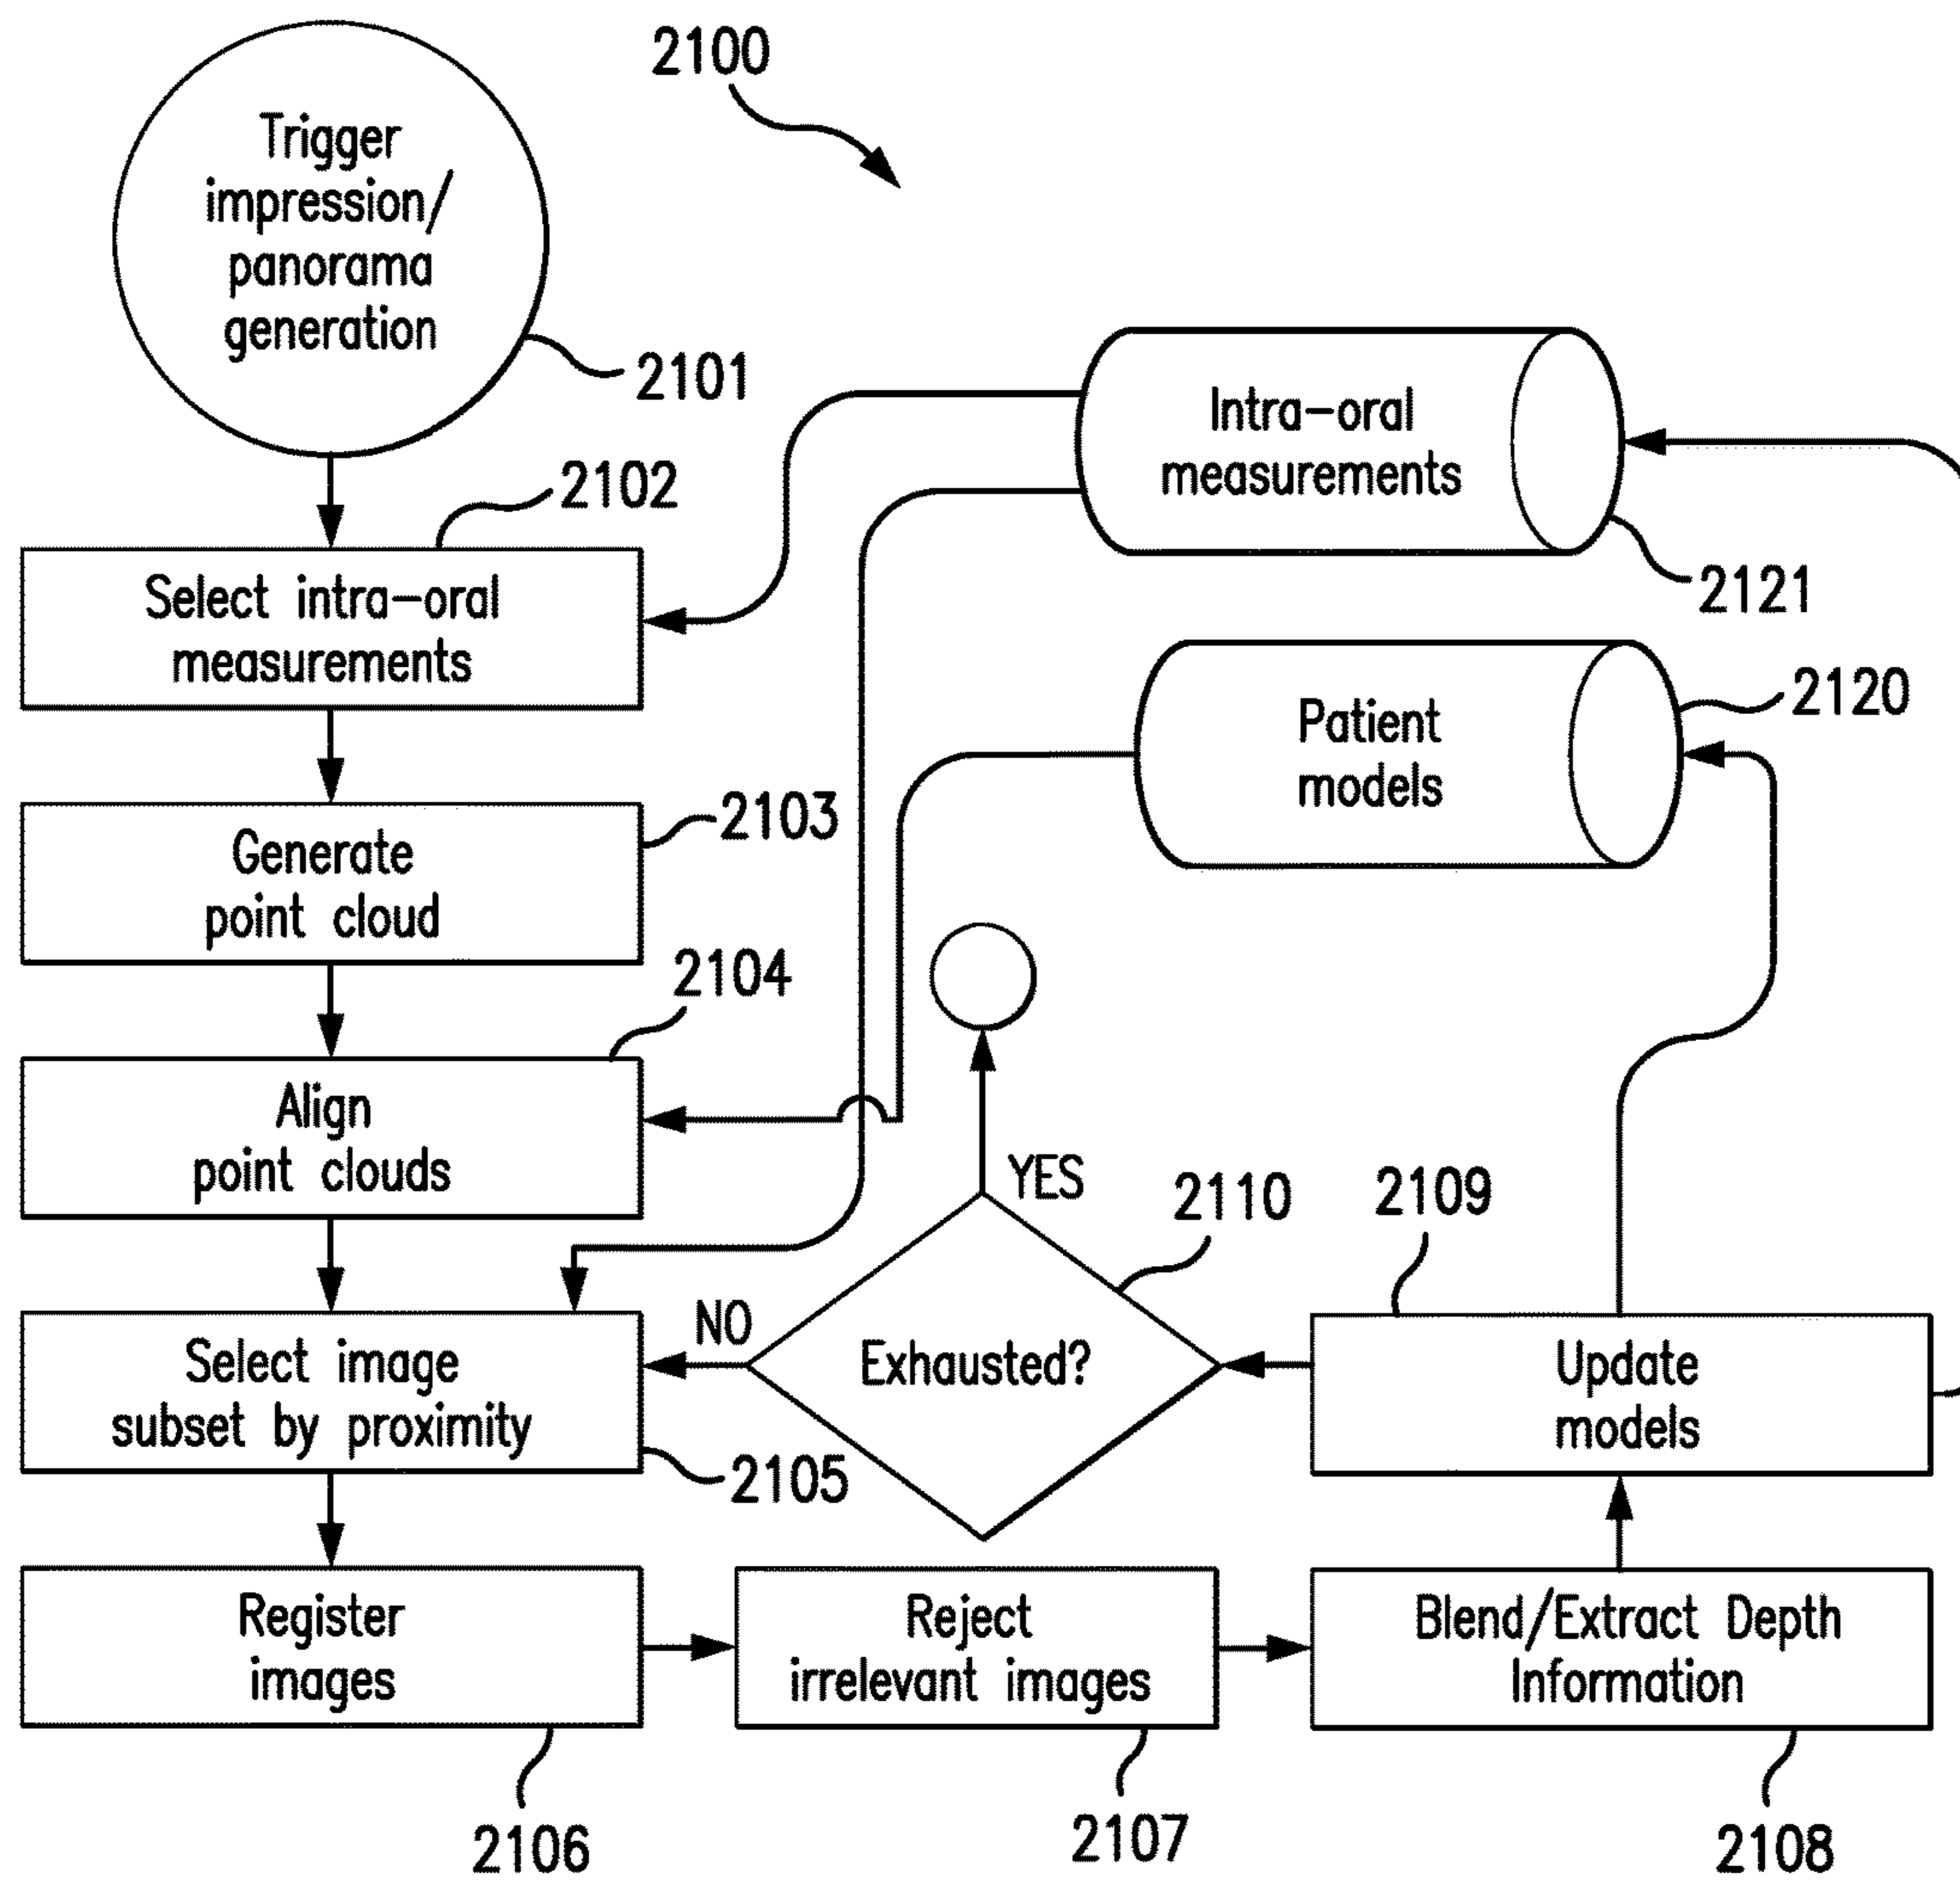 2100
Trigger
impression/
panorama
generation
2101
2102
Intra-oral
measurements
2121
Select intra-oral
measurements
Patient
models
2120
Generate
point cloud
2103
2104
Align
point clouds
YES
2110
2109
NO
Select image
subset by proximity
2105
Exhausted?
Update
models
Register
images
Reject
irrelevant images
Blend/Extract Depth
Information
2106
2107
2108